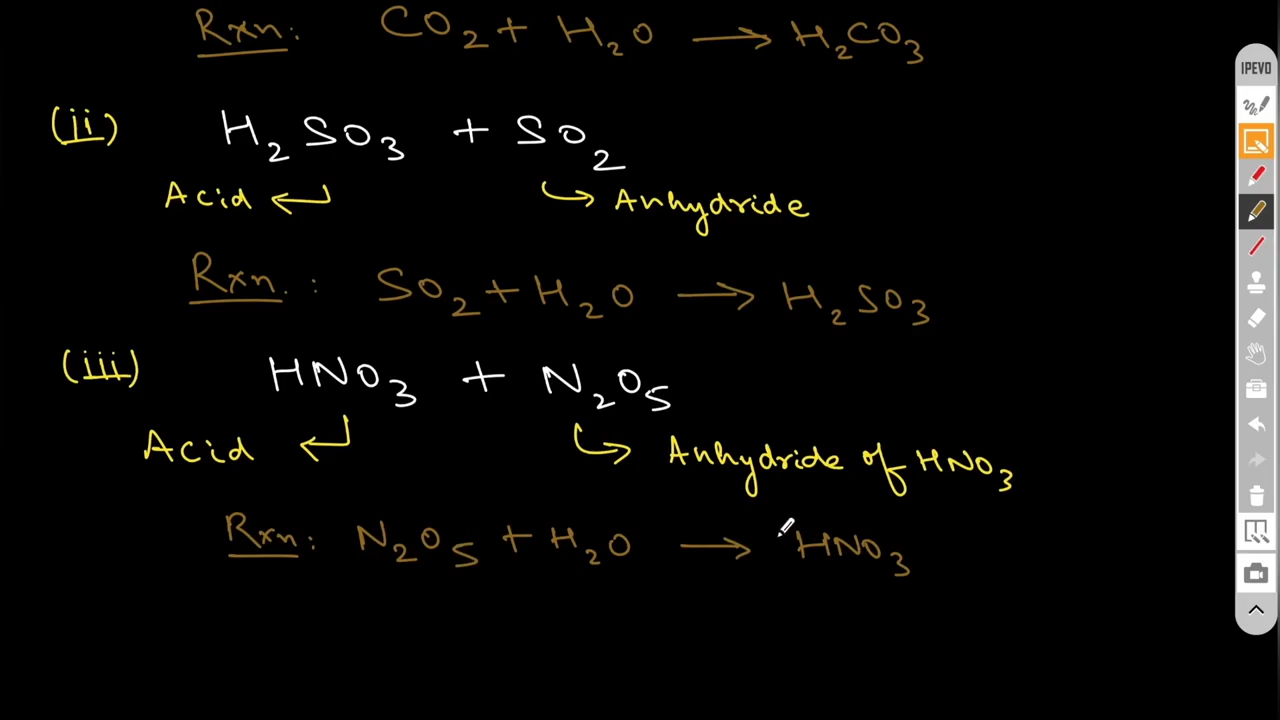 Rxn: CO₂ + H₂O ⟶ H₂CO₃
IPEVO
(ii) H₂SO₃ + SO₂
Acid ↵ ↳ Anhydride
Rxn.: SO₂ + H₂O ⟶ H₂SO₃
(iii) HNO₃ + N₂O₅
Acid ↵ ↳ Anhydride of HNO₃
Rxn: N₂O₅ + H₂O ⟶ HNO₃